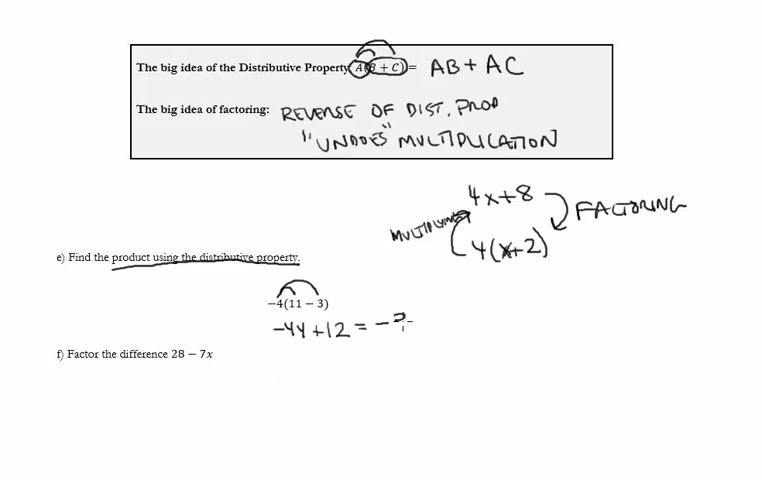 The big idea of the Distributive Property A(B + C) = AB + AC
The big idea of factoring: REVERSE OF DIST. PROP
"UNDOES" MULTIPLICATION
4x+8
MULTIPLYING FACTORING
4(x+2)
e) Find the product using the distributive property.
−4(11 − 3)
-44+12 = -3
f) Factor the difference 28 − 7x